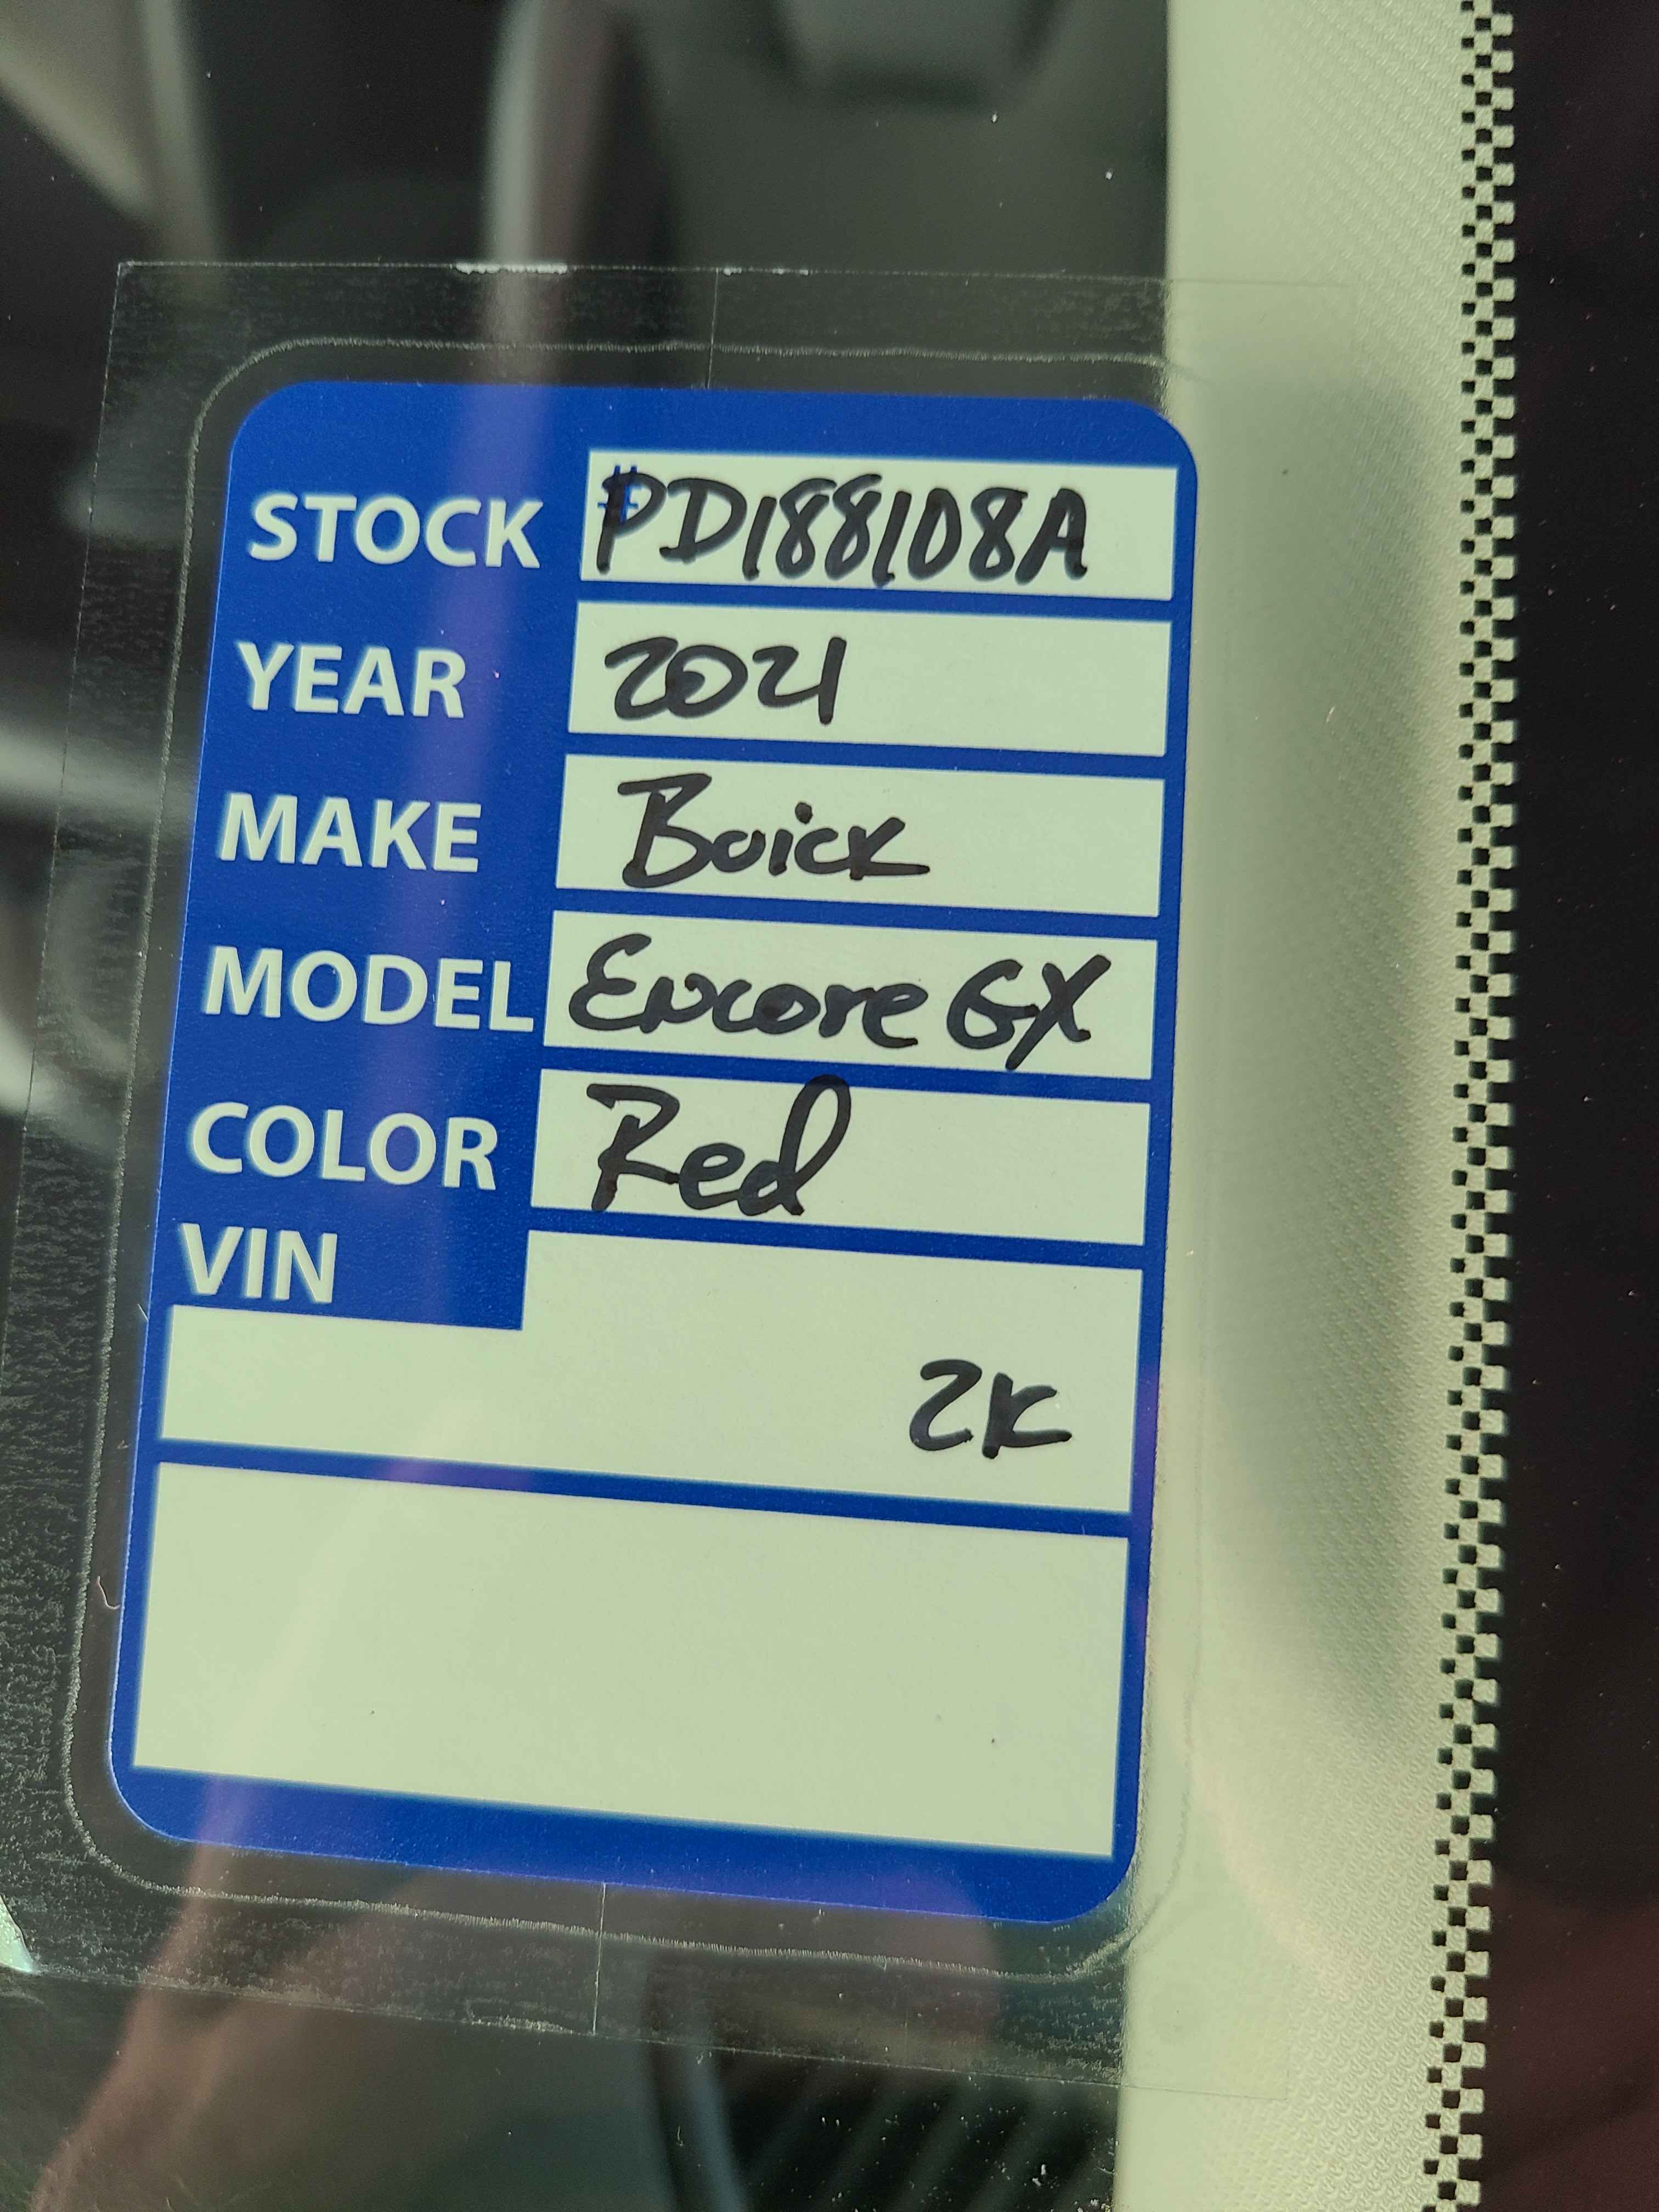 STOCK #PD188108A
YEAR 2021
MAKE Buick
MODEL Encore GX
COLOR Red
VIN
2K